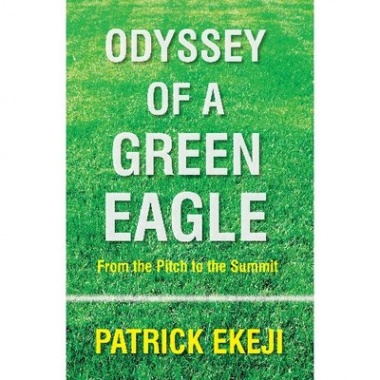 ODYSSEY
OF A
GREEN
EAGLE
From the Pitch to the Summit
PATRICK EKEJI